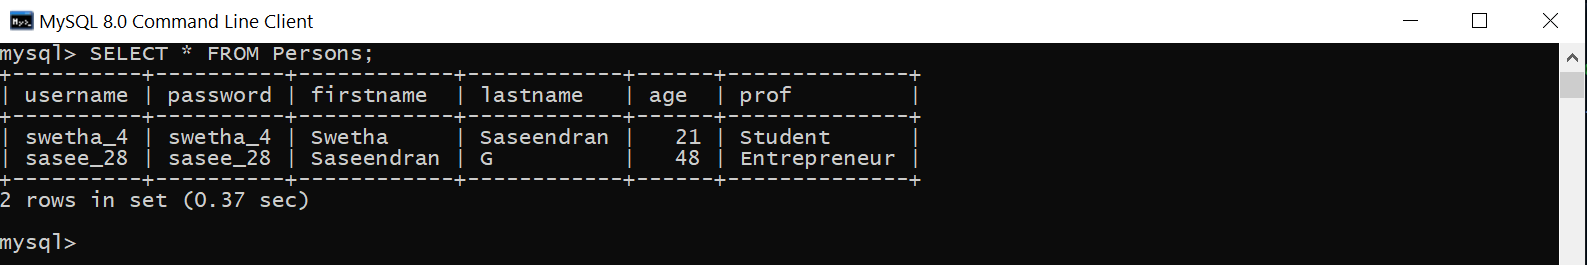 MySQL 8.0 Command Line Client
mysql> SELECT * FROM Persons;
+----------+----------+------------+------------+------+--------------+
| username | password | firstname  | lastname   | age  | prof         |
+----------+----------+------------+------------+------+--------------+
| swetha_4 | swetha_4 | Swetha     | Saseendran |   21 | Student      |
| sasee_28 | sasee_28 | Saseendran | G          |   48 | Entrepreneur |
+----------+----------+------------+------------+------+--------------+
2 rows in set (0.37 sec)
mysql>